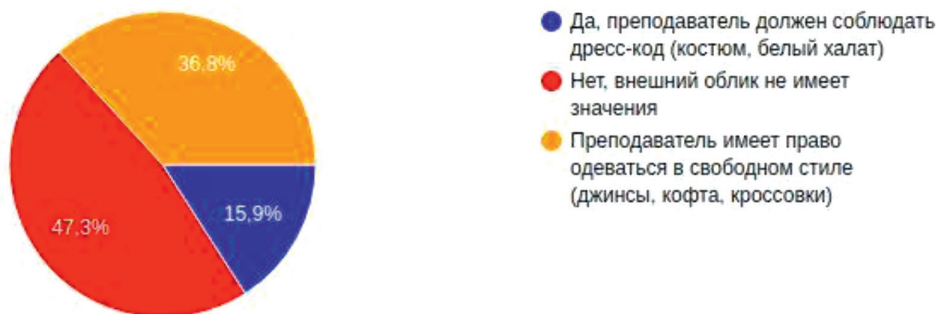 36,8%
15,9%
47,3%
Да, преподаватель должен соблюдать
дресс-код (костюм, белый халат)
Нет, внешний облик не имеет
значения
Преподаватель имеет право
одеваться в свободном стиле
(джинсы, кофта, кроссовки)